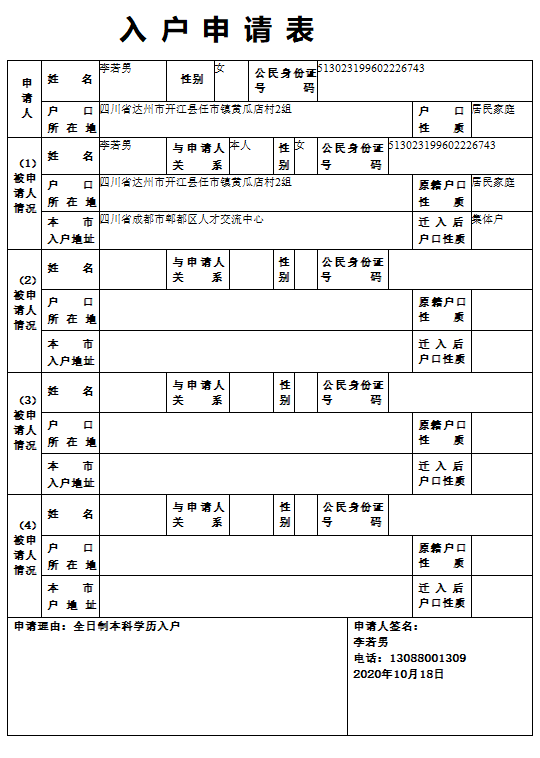 入户申请表
申请人
姓名 李若男 性别 女 公民身份证号码 513023199602226743
户口所在地 四川省达州市开江县任市镇黄瓜店村2组 户口性质 居民家庭
（1）被申请人情况
姓名 李若男 与申请人关系 本人 性别 女 公民身份证号码 513023199602226743
户口所在地 四川省达州市开江县任市镇黄瓜店村2组 原籍户口性质 居民家庭
本市入户地址 四川省成都市郫都区人才交流中心 迁入后户口性质 集体户
（2）被申请人情况
姓名 与申请人关系 性别 公民身份证号码
户口所在地 原籍户口性质
本市入户地址 迁入后户口性质
（3）被申请人情况
姓名 与申请人关系 性别 公民身份证号码
户口所在地 原籍户口性质
本市入户地址 迁入后户口性质
（4）被申请人情况
姓名 与申请人关系 性别 公民身份证号码
户口所在地 原籍户口性质
本市户地址 迁入后户口性质
申请理由：全日制本科学历入户
申请人签名：
李若男
电话：13088001309
2020年10月18日